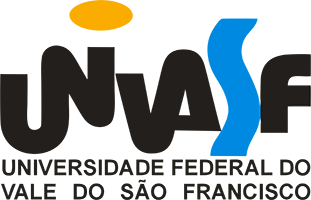 UNIVASF
UNIVERSIDADE FEDERAL DO
VALE DO SÃO FRANCISCO